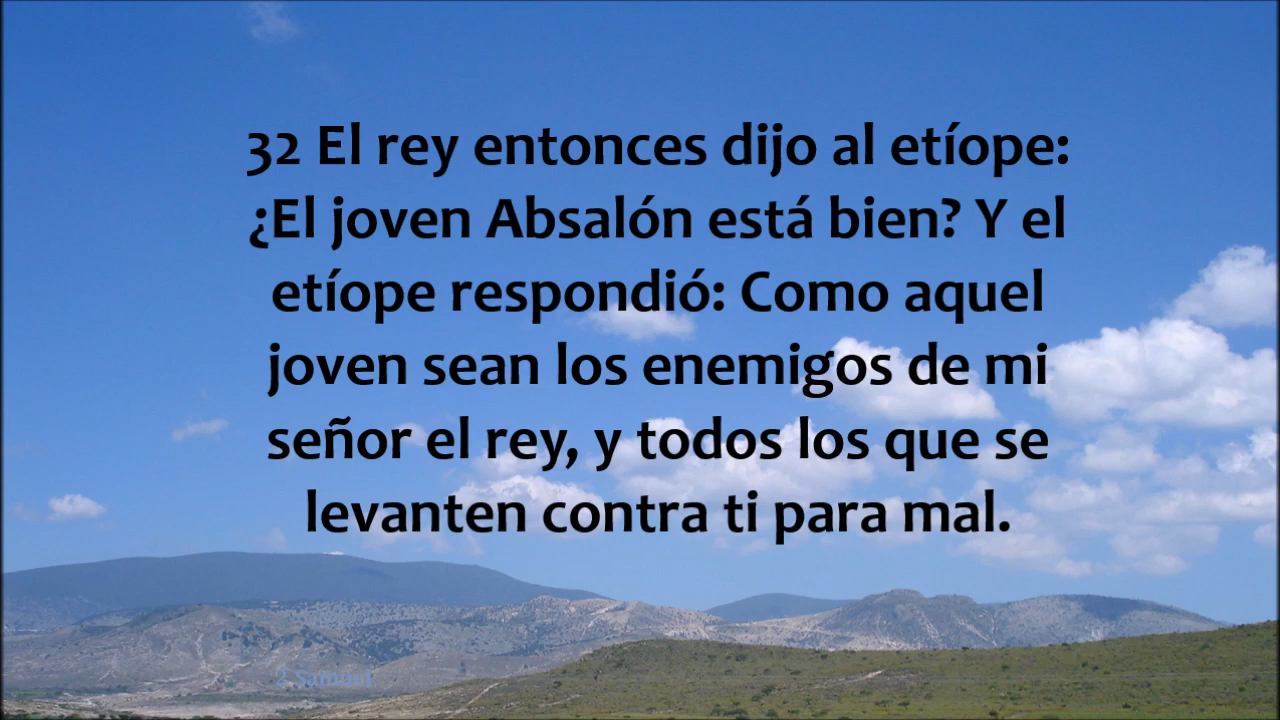 32 El rey entonces dijo al etíope:
¿El joven Absalón está bien? Y el
etíope respondió: Como aquel
joven sean los enemigos de mi
señor el rey, y todos los que se
levanten contra ti para mal.
2 Samuel